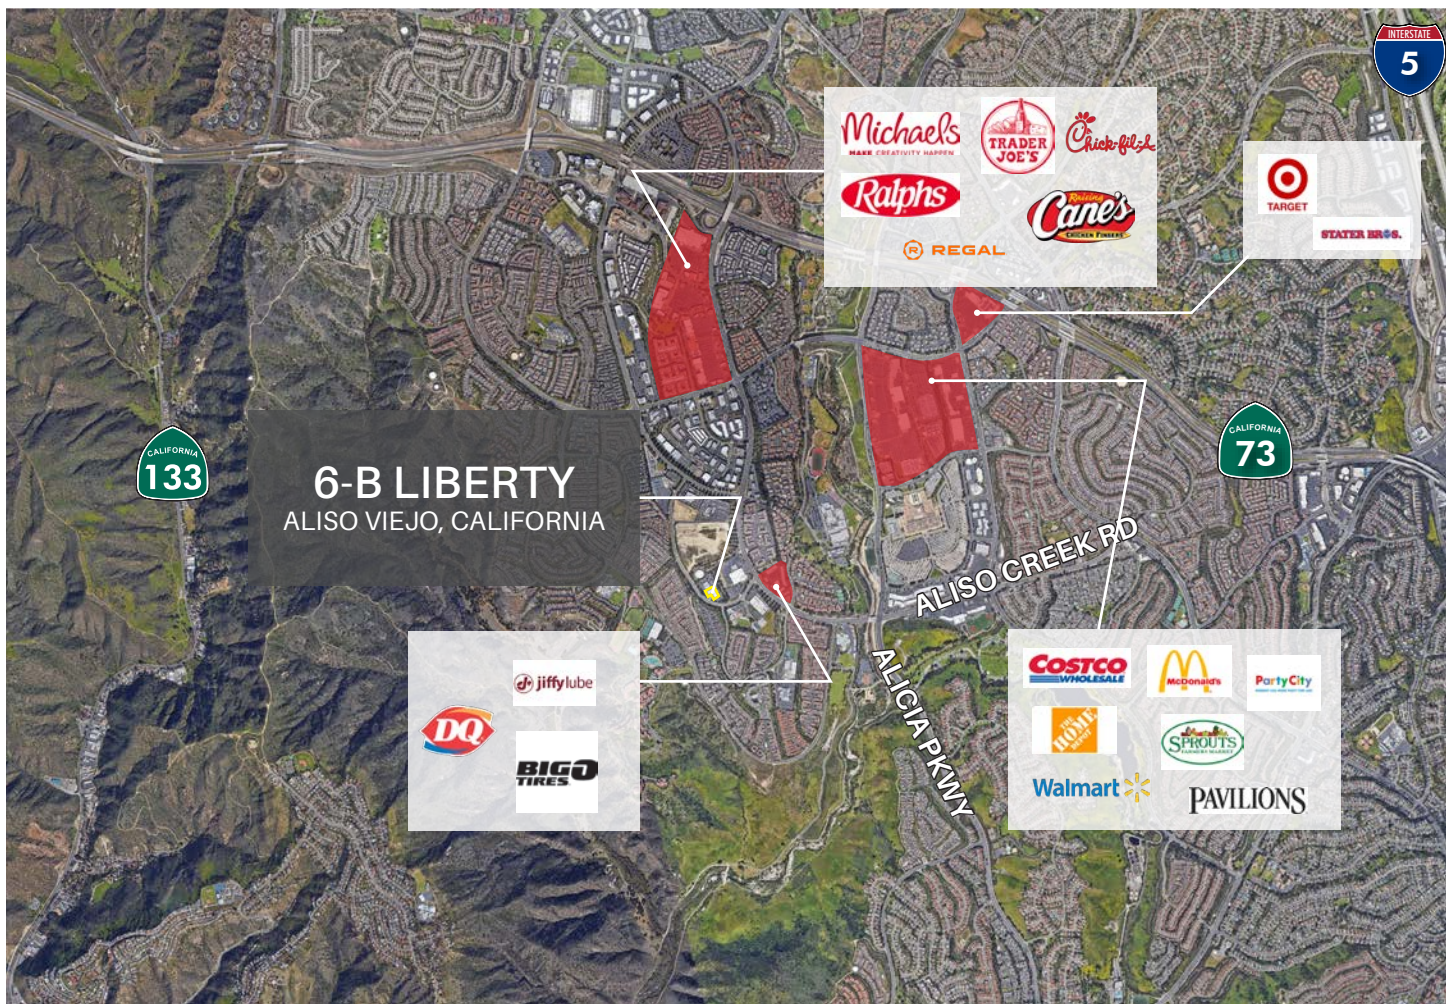 INTERSTATE
5
Michaels
MAKE CREATIVITY HAPPEN
TRADER
JOE'S
Chick-fil-A
Ralphs
Raising
Cane's
CHICKEN FINGERS
R REGAL
TARGET
STATER BROS.
CALIFORNIA
133
6-B LIBERTY
ALISO VIEJO, CALIFORNIA
CALIFORNIA
73
ALISO CREEK RD
ALICIA PKWY
jiffy lube
DQ
BIG O
TIRES
COSTCO
WHOLESALE
McDonald's
PartyCity
THE
HOME
DEPOT
SPROUTS
FARMERS MARKET
Walmart
PAVILIONS